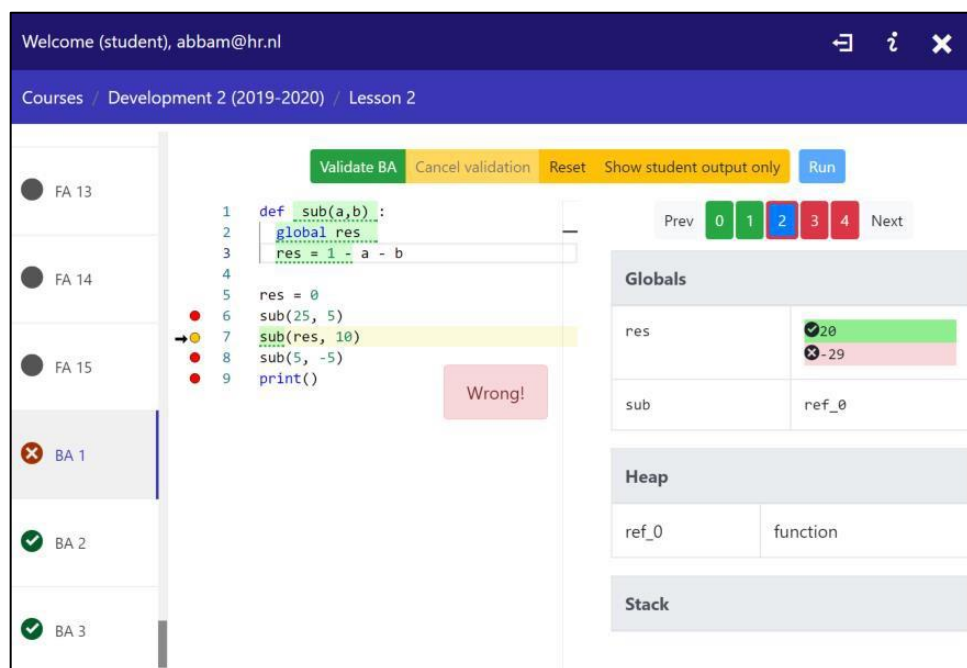 Welcome (student), abbam@hr.nl
Courses / Development 2 (2019-2020) / Lesson 2
FA 13
FA 14
FA 15
BA 1
BA 2
BA 3
Validate BA Cancel validation Reset Show student output only Run
1 def sub(a,b) :
2 global res
3 res = 1 - a - b
4
5 res = 0
6 sub(25, 5)
7 sub(res, 10)
8 sub(5, -5)
9 print()
Wrong!
Prev 0 1 2 3 4 Next
Globals
res 20
-29
sub ref_0
Heap
ref_0 function
Stack